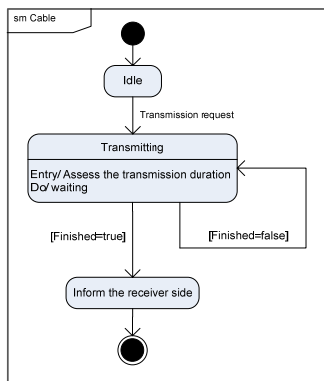 sm Cable
Idle
Transmission request
Transmitting
Entry/ Assess the transmission duration
Do/ waiting
[Finished=true]
[Finished=false]
Inform the receiver side